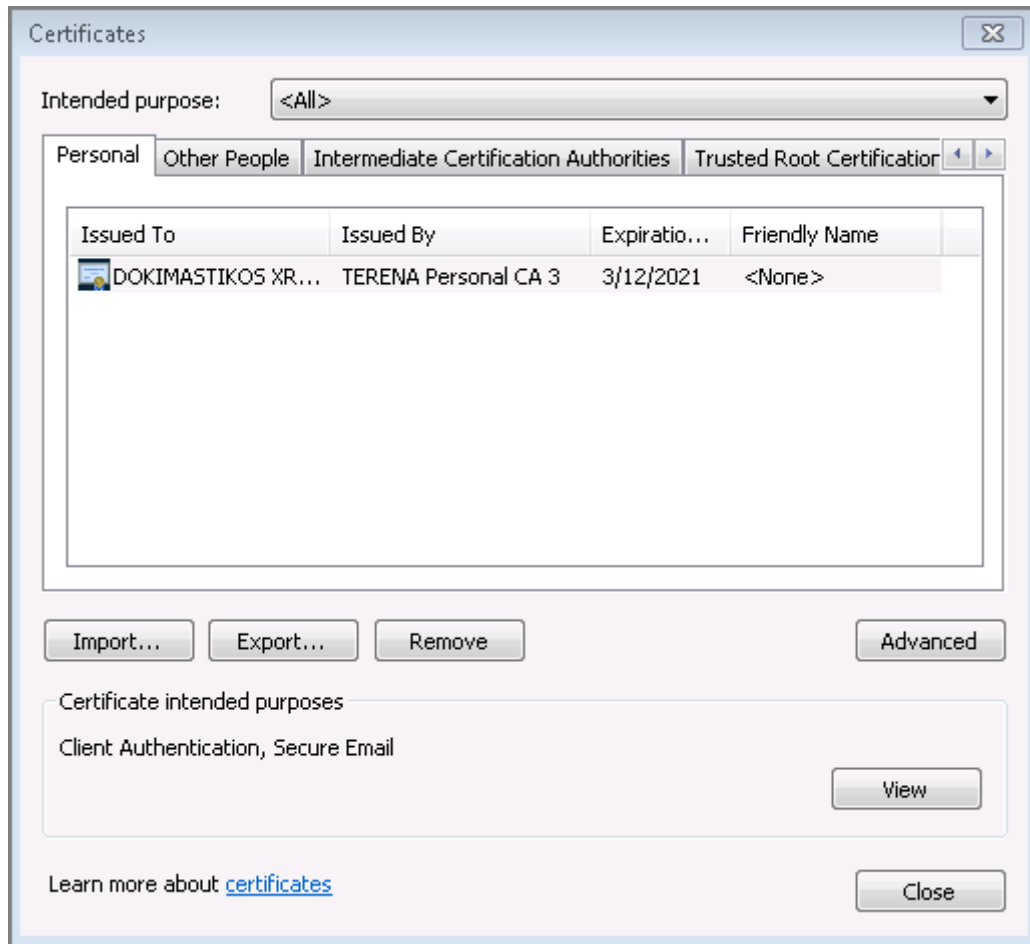 Certificates
Intended purpose: <All>
Personal Other People Intermediate Certification Authorities Trusted Root Certification
Issued To Issued By Expiratio... Friendly Name
DOKIMASTIKOS XR... TERENA Personal CA 3 3/12/2021 <None>
Import... Export... Remove Advanced
Certificate intended purposes
Client Authentication, Secure Email
View
Learn more about certificates
Close